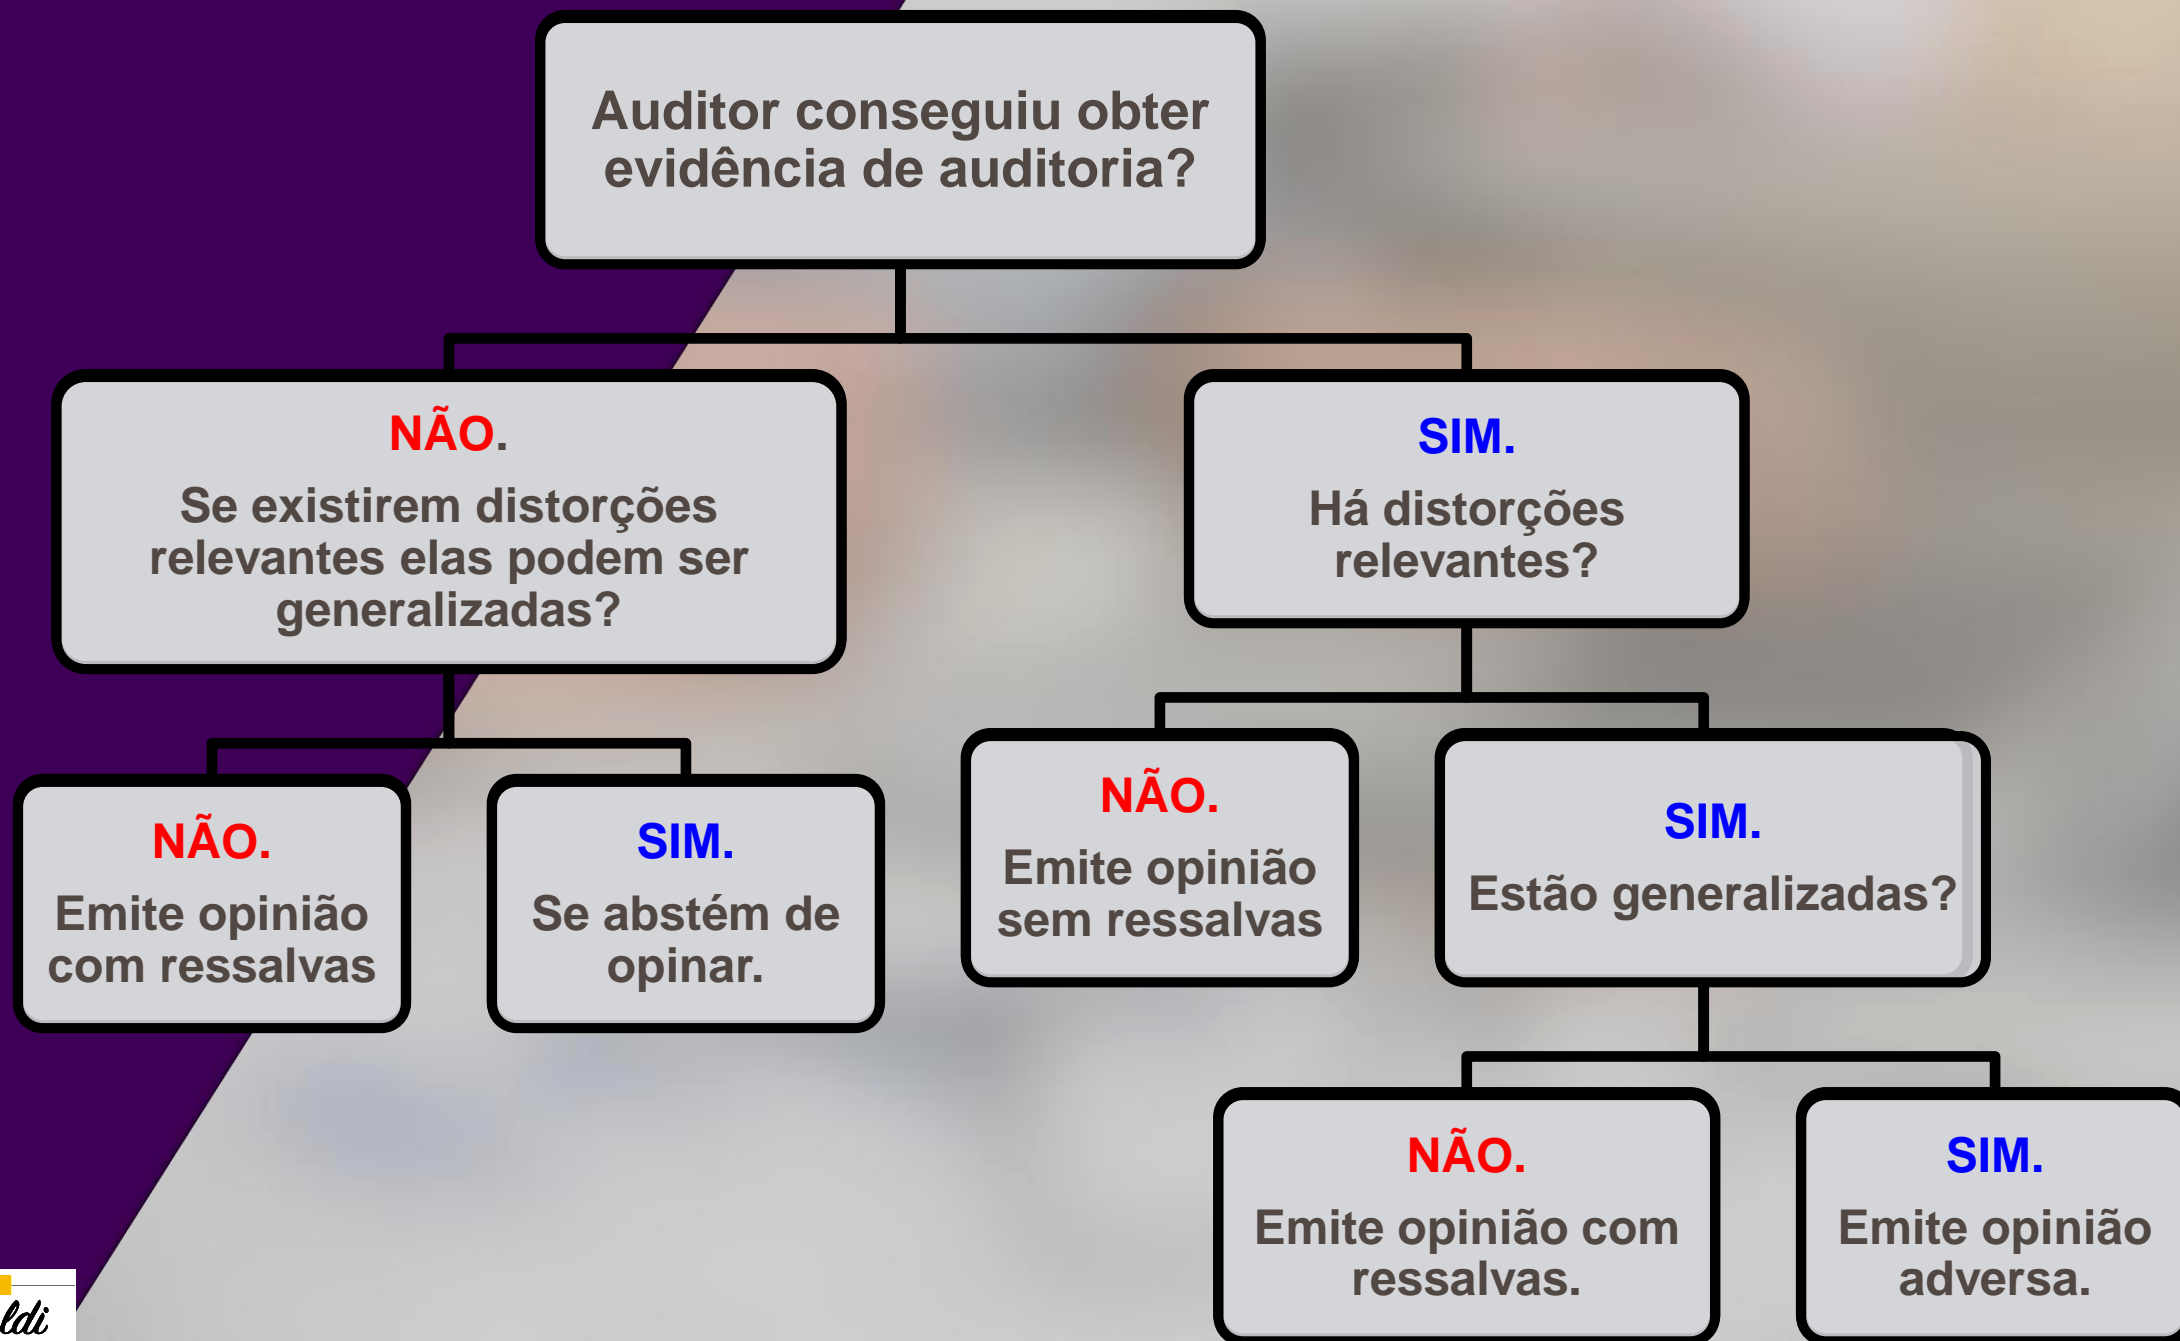 Auditor conseguiu obter
evidência de auditoria?
NÃO.
Se existirem distorções
relevantes elas podem ser
generalizadas?
SIM.
Há distorções
relevantes?
NÃO.
Emite opinião
com ressalvas
SIM.
Se abstém de
opinar.
NÃO.
Emite opinião
sem ressalvas
SIM.
Estão generalizadas?
NÃO.
Emite opinião com
ressalvas.
SIM.
Emite opinião
adversa.
ldi